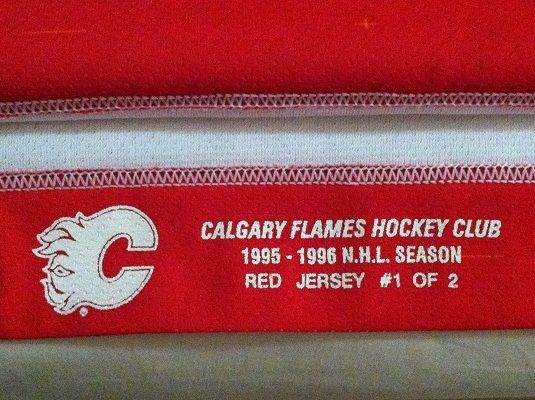 CALGARY FLAMES HOCKEY CLUB
1995 - 1996 N.H.L. SEASON
RED JERSEY #1 OF 2
C
®